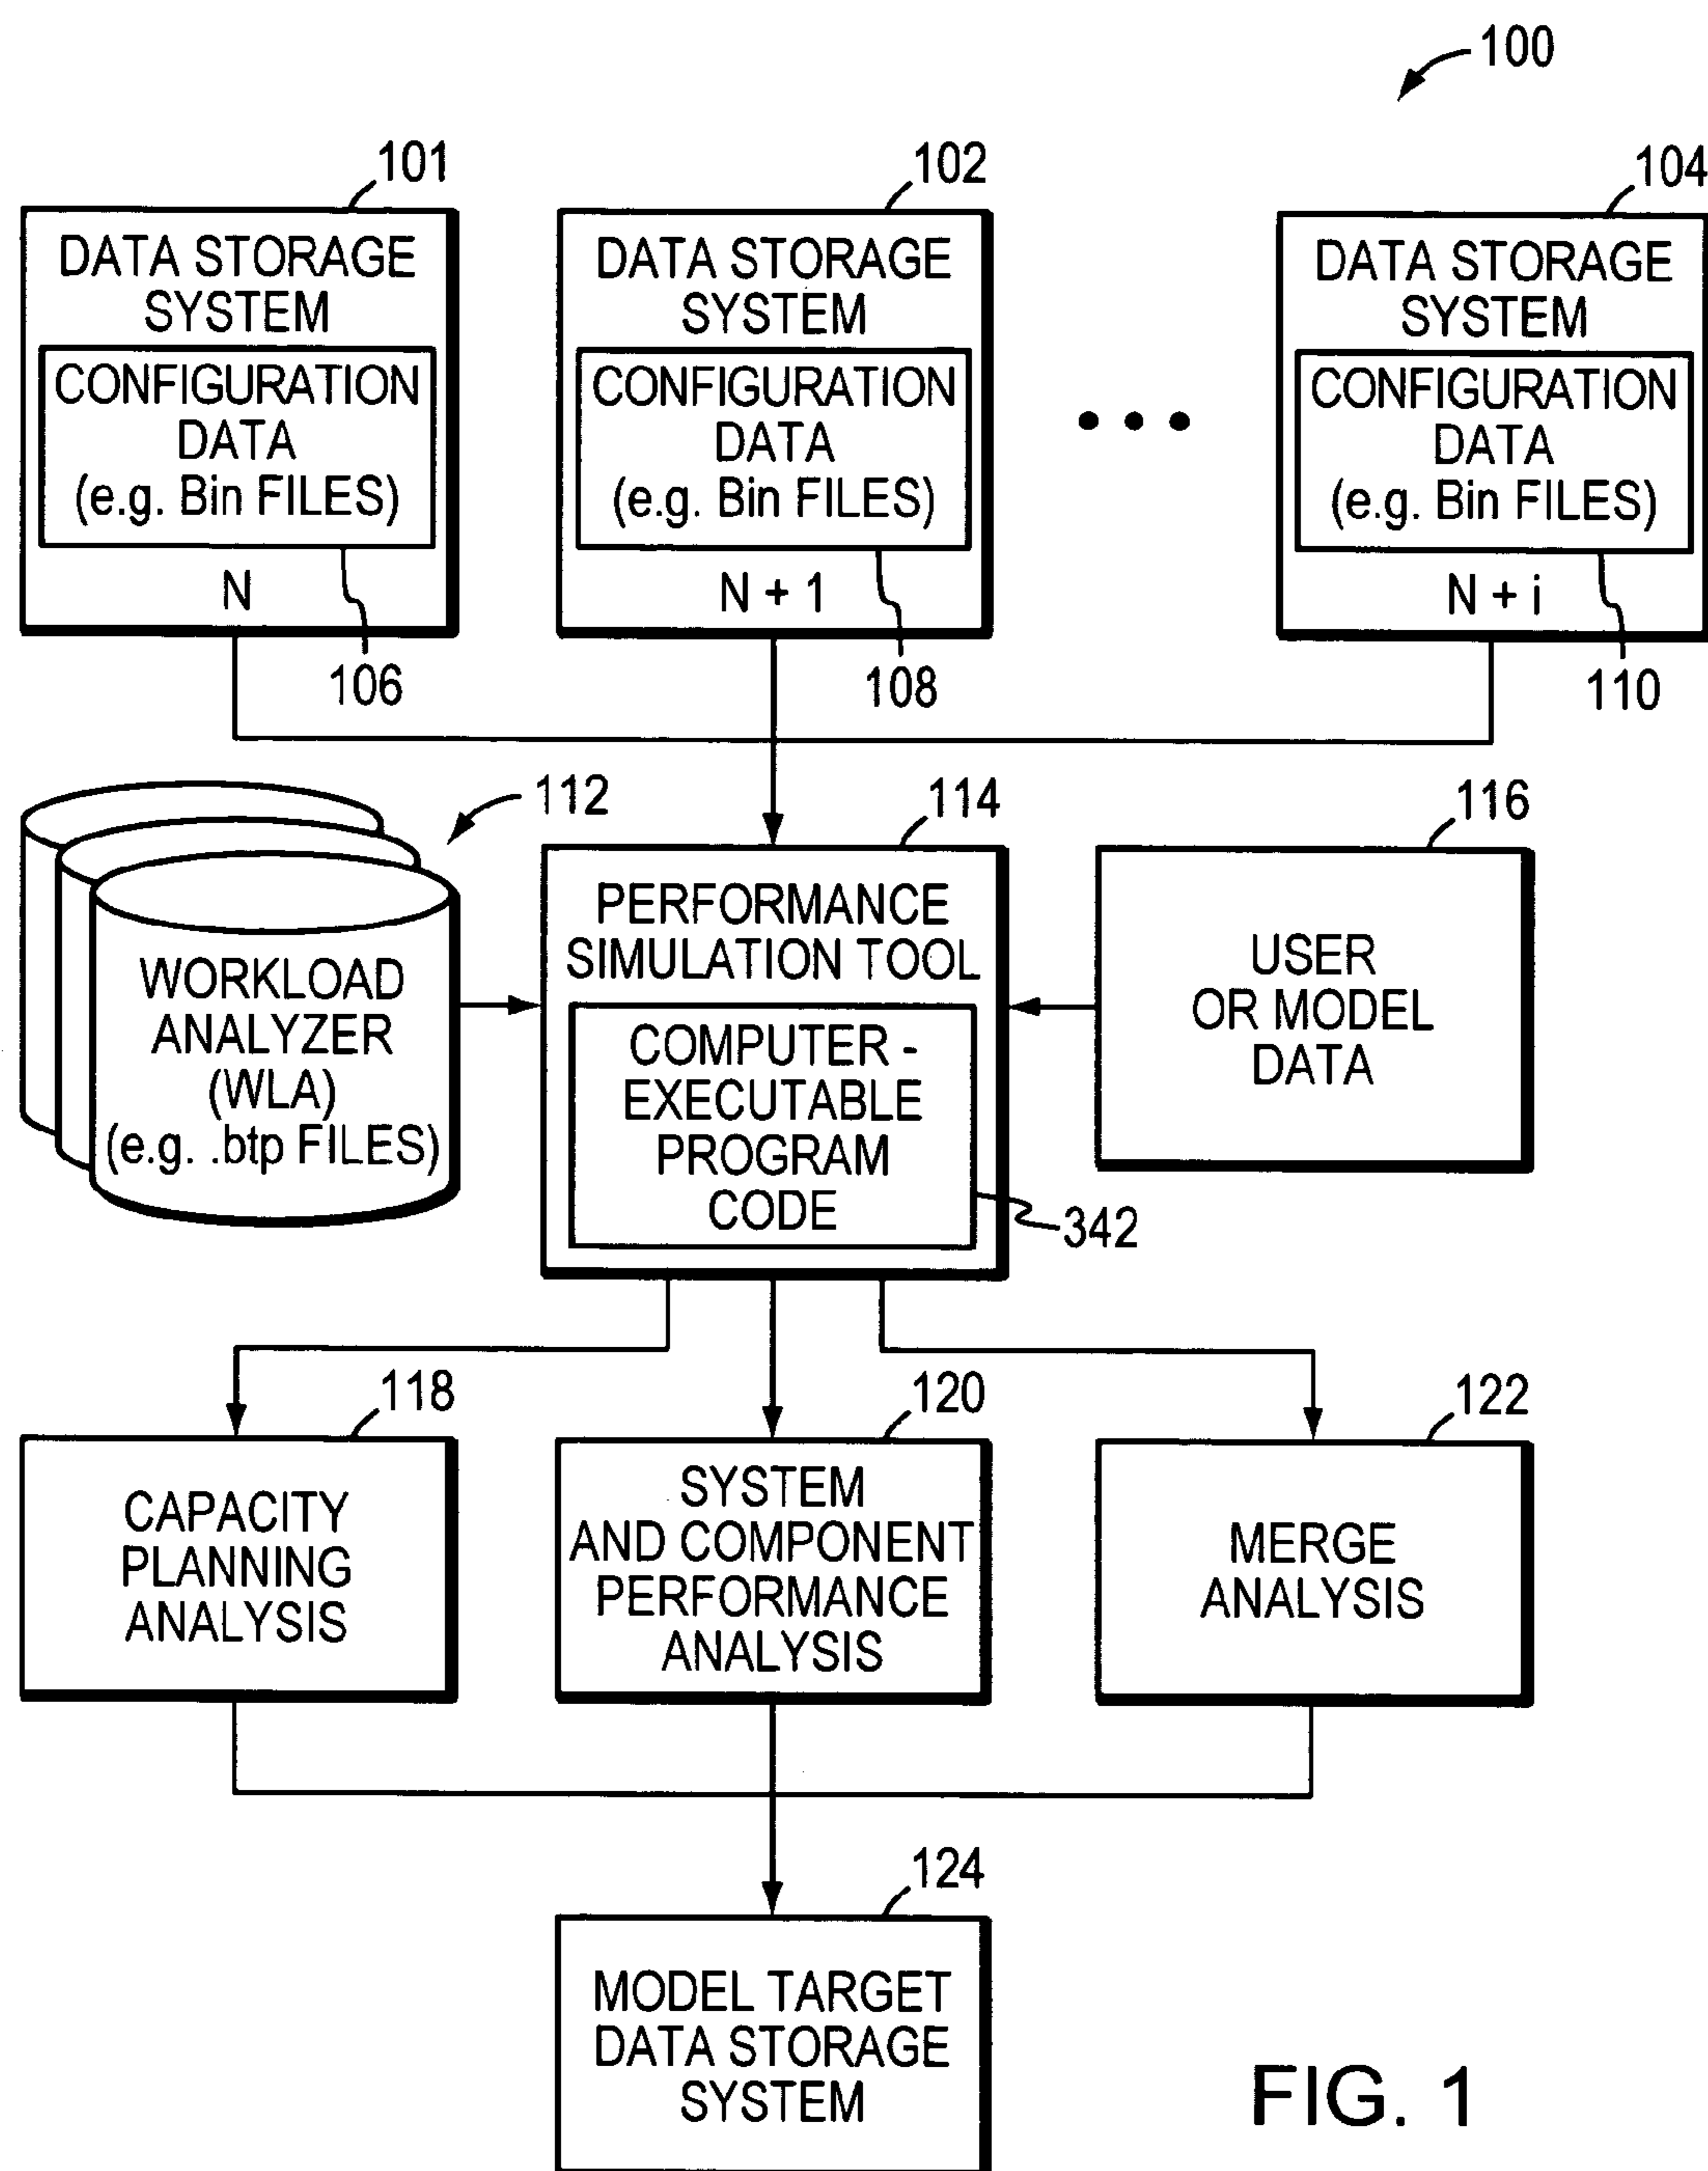 100
101
102
104
DATA STORAGE
SYSTEM
CONFIGURATION
DATA
(e.g. Bin FILES)
N
106
DATA STORAGE
SYSTEM
CONFIGURATION
DATA
(e.g. Bin FILES)
N + 1
108
DATA STORAGE
SYSTEM
CONFIGURATION
DATA
(e.g. Bin FILES)
N + i
110
112
WORKLOAD
ANALYZER
(WLA)
(e.g. .btp FILES)
114
PERFORMANCE
SIMULATION TOOL
COMPUTER -
EXECUTABLE
PROGRAM
CODE
342
116
USER
OR MODEL
DATA
118
CAPACITY
PLANNING
ANALYSIS
120
SYSTEM
AND COMPONENT
PERFORMANCE
ANALYSIS
122
MERGE
ANALYSIS
124
MODEL TARGET
DATA STORAGE
SYSTEM
FIG. 1